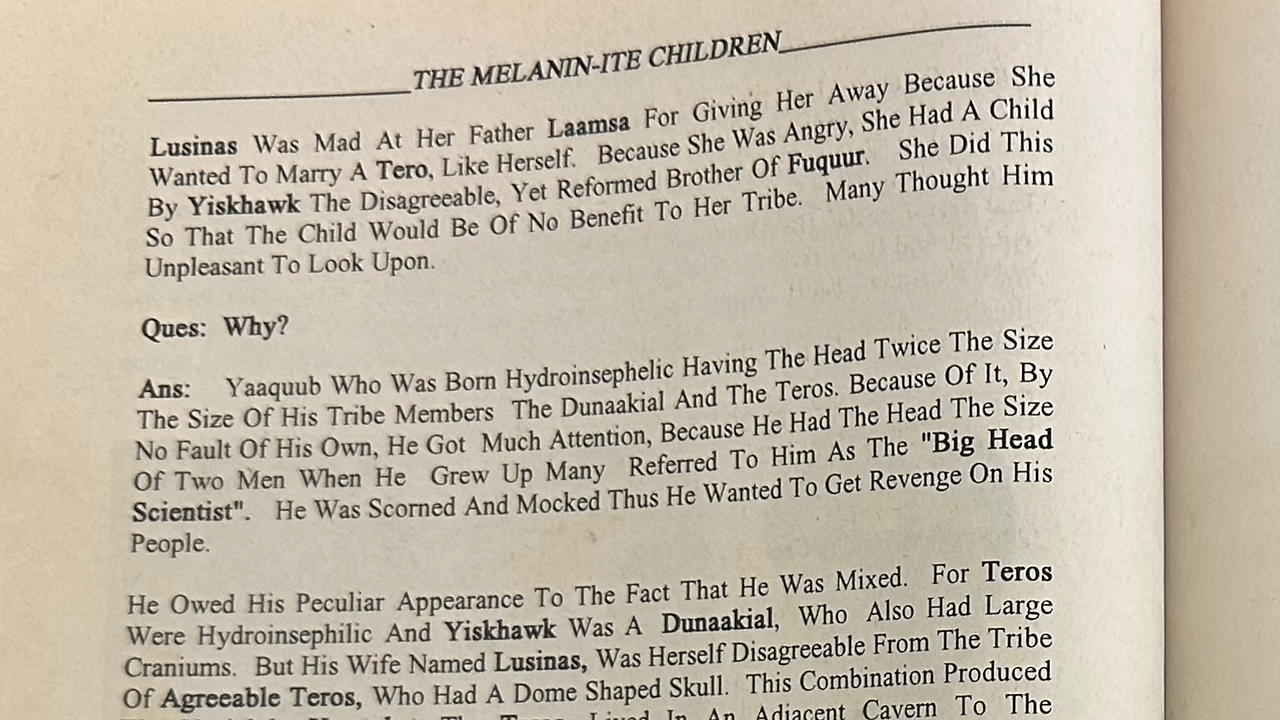 THE MELANIN-ITE CHILDREN
Lusinas Was Mad At Her Father Laamsa For Giving Her Away Because She
Wanted To Marry A Tero, Like Herself. Because She Was Angry, She Had A Child
By Yiskhawk The Disagreeable, Yet Reformed Brother Of Fuquur. She Did This
So That The Child Would Be Of No Benefit To Her Tribe. Many Thought Him
Unpleasant To Look Upon.
Ques: Why?
Ans: Yaaquub Who Was Born Hydroinsephelic Having The Head Twice The Size
The Size Of His Tribe Members The Dunaakial And The Teros. Because Of It, By
No Fault Of His Own, He Got Much Attention, Because He Had The Head The Size
Of Two Men When He Grew Up Many Referred To Him As The "Big Head
Scientist". He Was Scorned And Mocked Thus He Wanted To Get Revenge On His
People.
He Owed His Peculiar Appearance To The Fact That He Was Mixed. For Teros
Were Hydroinsephilic And Yiskhawk Was A Dunaakial, Who Also Had Large
Craniums. But His Wife Named Lusinas, Was Herself Disagreeable From The Tribe
Of Agreeable Teros, Who Had A Dome Shaped Skull. This Combination Produced
The Teros Lived In An Adjacent Cavern To The